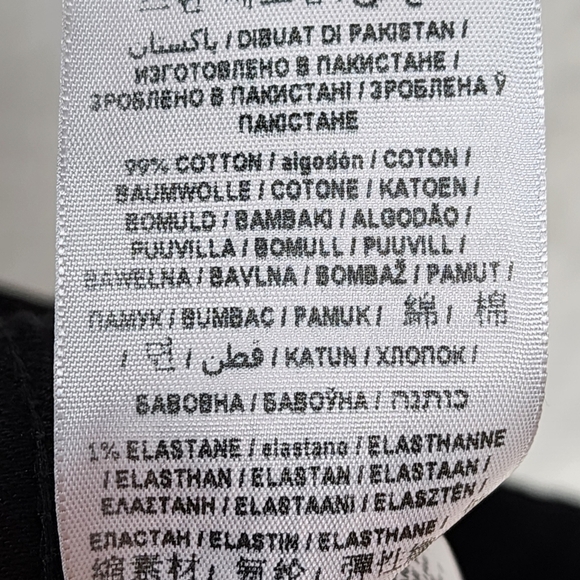 باكستان / DIBUAT DI PAKISTAN /
ИЗГОТОВЛЕНО В ПАКИСТАНЕ /
ЗРОБЛЕНО В ПАКИСТАНІ / ЗРОБЛЕНА Ў
ПАКІСТАНЕ
99% COTTON / algodón / COTON /
BAUMWOLLE / COTONE / KATOEN /
BOMULD / BAMBAKI / ALGODÃO /
PUUVILLA / BOMULL / PUUVILL /
BAWEŁNA / BAVLNA / BOMBAŽ / PAMUT /
ПАМУК / BUMBAC / PAMUK / 綿 / 棉
/ 면 / قطن / KATUN / ХЛОПОК /
БАВОВНА / БАВОЎНА / כותנה
1% ELASTANE / elastano / ELASTHANNE
/ ELASTHAN / ELASTAN / ELASTAAN /
ΕΛΑΣΤΑΝΗ / ELASTAANI / ELASZTÉN /
ЕЛАСТАН / ELASTIN / ELASTHANE /